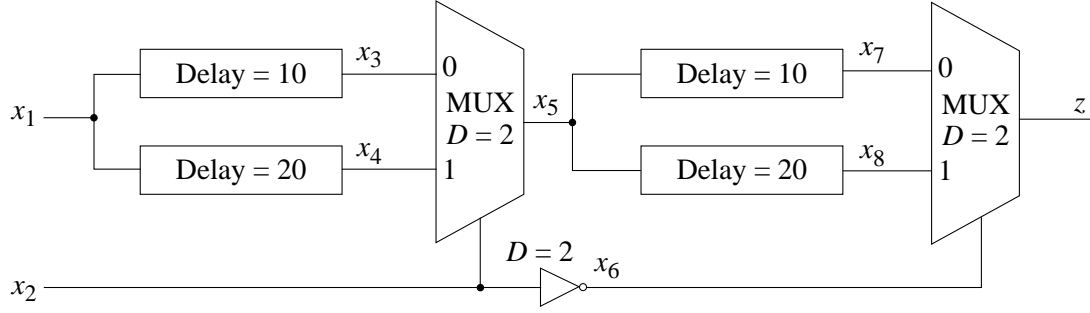 x3
x7
Delay = 10
0
Delay = 10
0
x1
MUX
x5
MUX
z
D = 2
D = 2
x4
x8
Delay = 20
1
Delay = 20
1
D = 2
x6
x2